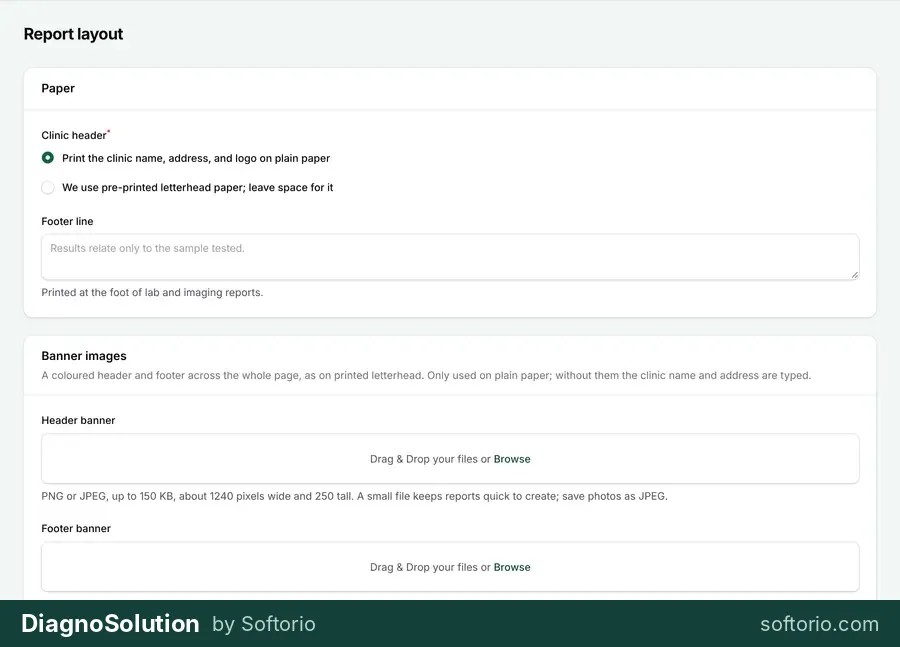 Report layout
Paper
Clinic header*
Print the clinic name, address, and logo on plain paper
We use pre-printed letterhead paper; leave space for it
Footer line
Results relate only to the sample tested.
Printed at the foot of lab and imaging reports.
Banner images
A coloured header and footer across the whole page, as on printed letterhead. Only used on plain paper; without them the clinic name and address are typed.
Header banner
Drag & Drop your files or Browse
PNG or JPEG, up to 150 KB, about 1240 pixels wide and 250 tall. A small file keeps reports quick to create; save photos as JPEG.
Footer banner
Drag & Drop your files or Browse
DiagnoSolution by Softorio
softorio.com